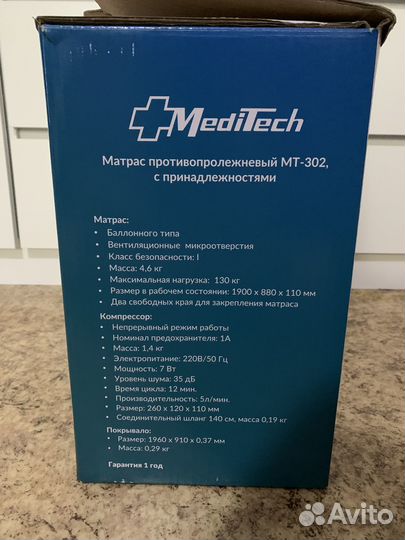 MediTech
Матрас противопролежневый МТ-302,
с принадлежностями
Матрас:
• Баллонного типа
• Вентиляционные микроотверстия
• Класс безопасности: I
• Масса: 4,6 кг
• Максимальная нагрузка: 130 кг
• Размер в рабочем состоянии: 1900 x 880 x 110 мм
• Два свободных края для закрепления матраса
Компрессор:
• Непрерывный режим работы
• Номинал предохранителя: 1А
• Масса: 1,4 кг
• Электропитание: 220В/50 Гц
• Мощность: 7 Вт
• Уровень шума: 35 дБ
• Время цикла: 12 мин.
• Производительность: 5л/мин.
• Размер: 260 x 120 x 110 мм
• Соединительный шланг 140 см, масса 0,19 кг
Покрывало:
• Размер: 1960 x 910 x 0,37 мм
• Масса: 0,29 кг
Гарантия 1 год
Avito